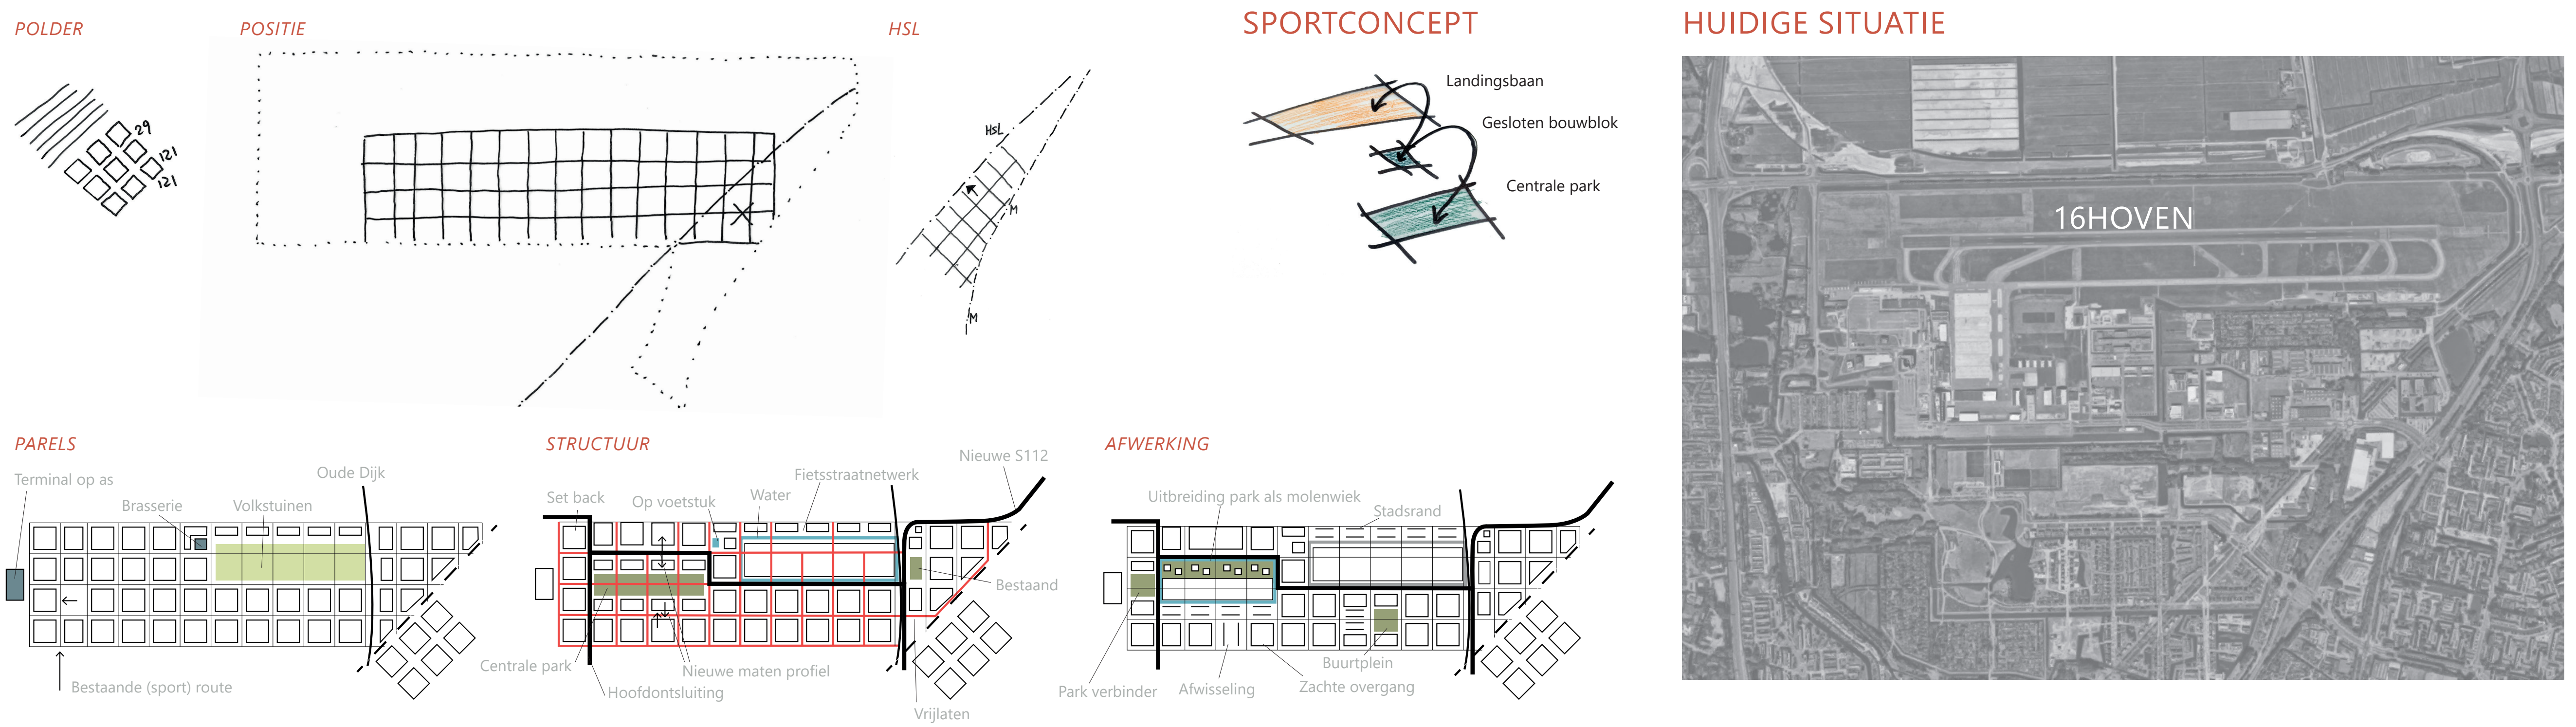 POLDER
POSITIE
HSL
SPORTCONCEPT
HUIDIGE SITUATIE
29
121
121
HSL
M
M
Landingsbaan
Gesloten bouwblok
Centrale park
16HOVEN
PARELS
Terminal op as
Brasserie
Volkstuinen
Oude Dijk
Bestaande (sport) route
STRUCTUUR
Set back
Op voetstuk
Water
Fietsstraatnetwerk
Nieuwe S112
Bestaand
Centrale park
Nieuwe maten profiel
Hoofdontsluiting
Vrijlaten
AFWERKING
Uitbreiding park als molenwiek
Stadsrand
Park verbinder
Afwisseling
Zachte overgang
Buurtplein